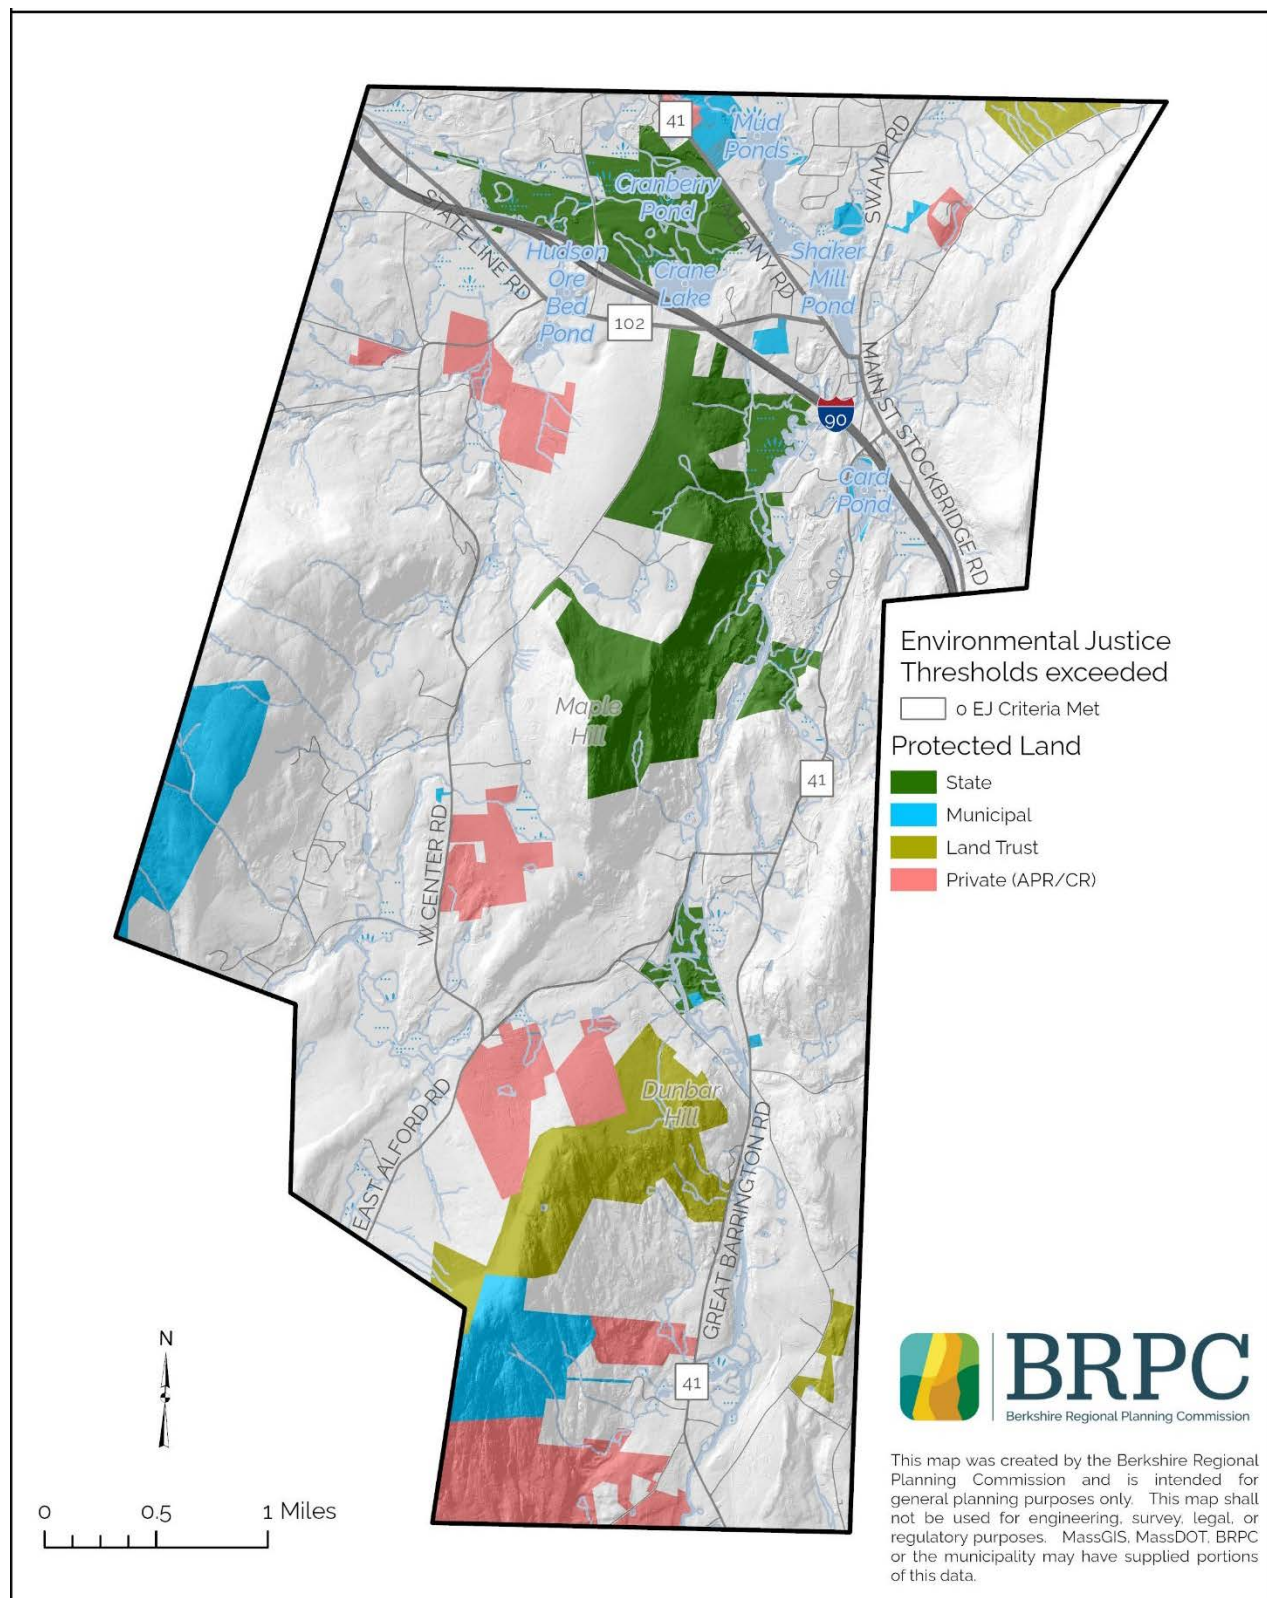 41
Mud
Ponds
SWAMP RD
Cranberry
Pond
STATE LINE RD
BANY RD
Hudson
Ore
Bed
Pond
Crane
Lake
Shaker
Mill
Pond
102
MAIN ST STOCKBRIDGE RD
90
Card
Pond
Environmental Justice
Thresholds exceeded
0 EJ Criteria Met
Protected Land
State
Municipal
Land Trust
Private (APR/CR)
Maple
Hill
41
W CENTER RD
Dunbar
Hill
EAST ALFORD RD
GREAT BARRINGTON RD
41
N
0 0.5 1 Miles
BRPC
Berkshire Regional Planning Commission
This map was created by the Berkshire Regional
Planning Commission and is intended for
general planning purposes only. This map shall
not be used for engineering, survey, legal, or
regulatory purposes. MassGIS, MassDOT, BRPC
or the municipality may have supplied portions
of this data.